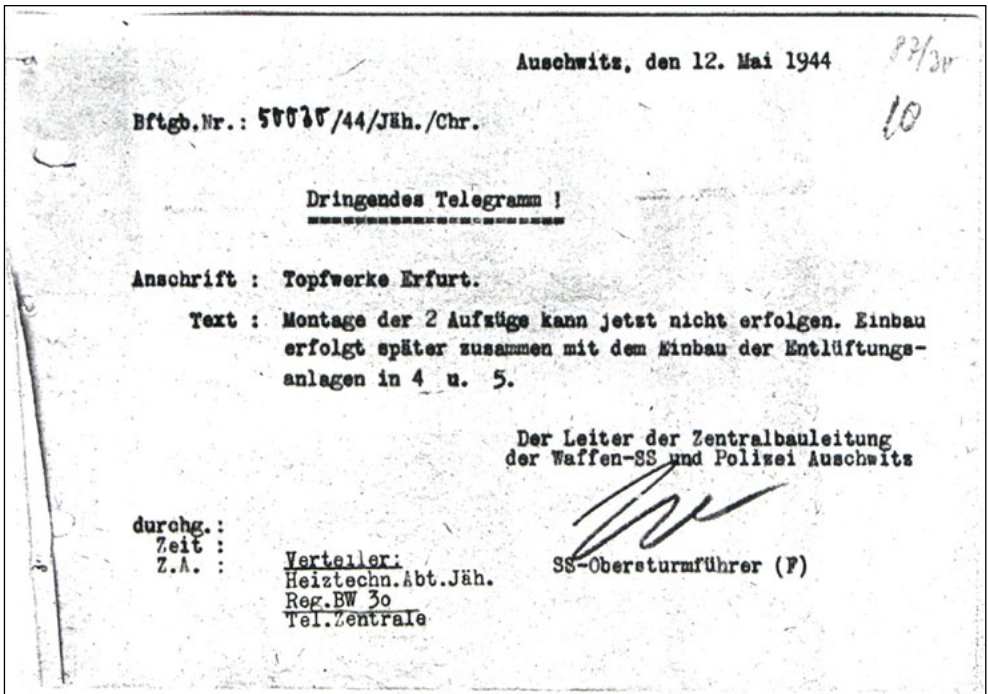 Auschwitz, den 12. Mai 1944
87/30
10
Bftgb.Nr.: /44/Jäh./Chr.
Dringendes Telegramm !
Anschrift : Topfwerke Erfurt.
Text : Montage der 2 Aufzüge kann jetzt nicht erfolgen. Einbau
erfolgt später zusammen mit dem Einbau der Entlüftungs-
anlagen in 4 u. 5.
Der Leiter der Zentralbauleitung
der Waffen-SS und Polizei Auschwitz
SS-Obersturmführer (F)
durchg.:
Zeit :
Z.A. :
Verteiler:
Heiztechn.Abt.Jäh.
Reg.BW 3o
Tel.Zentrale